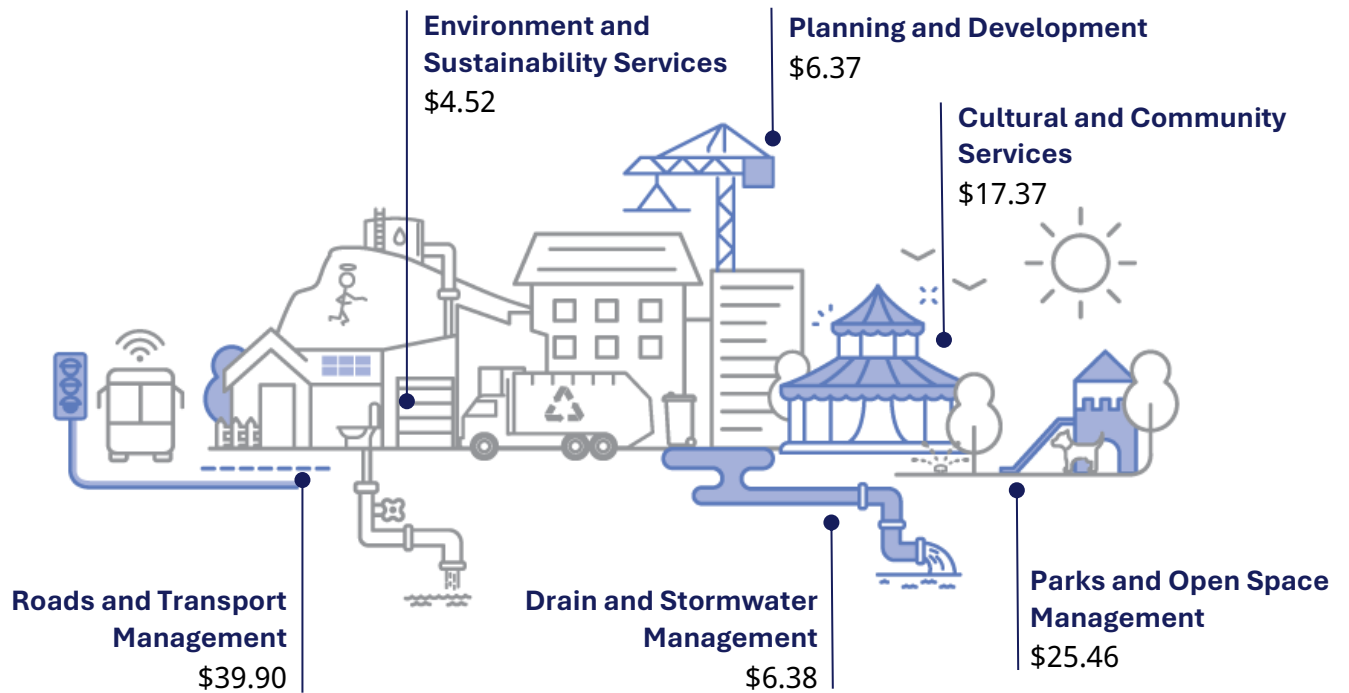 Environment and
Sustainability Services
$4.52
Planning and Development
$6.37
Cultural and Community
Services
$17.37
Roads and Transport
Management
$39.90
Drain and Stormwater
Management
$6.38
Parks and Open Space
Management
$25.46